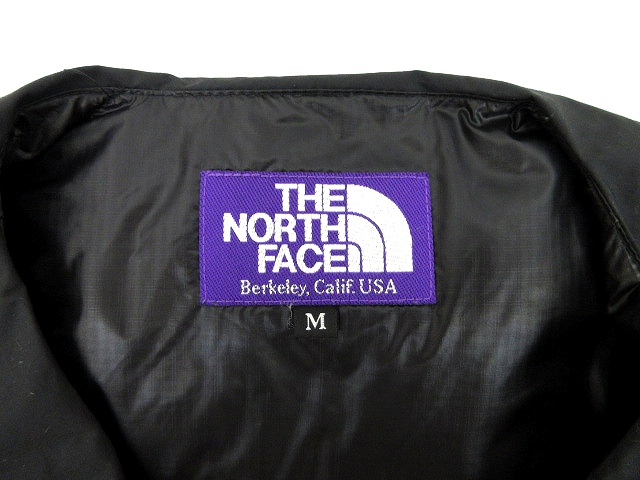 THE
NORTH
FACE
Berkeley, Calif. USA
M